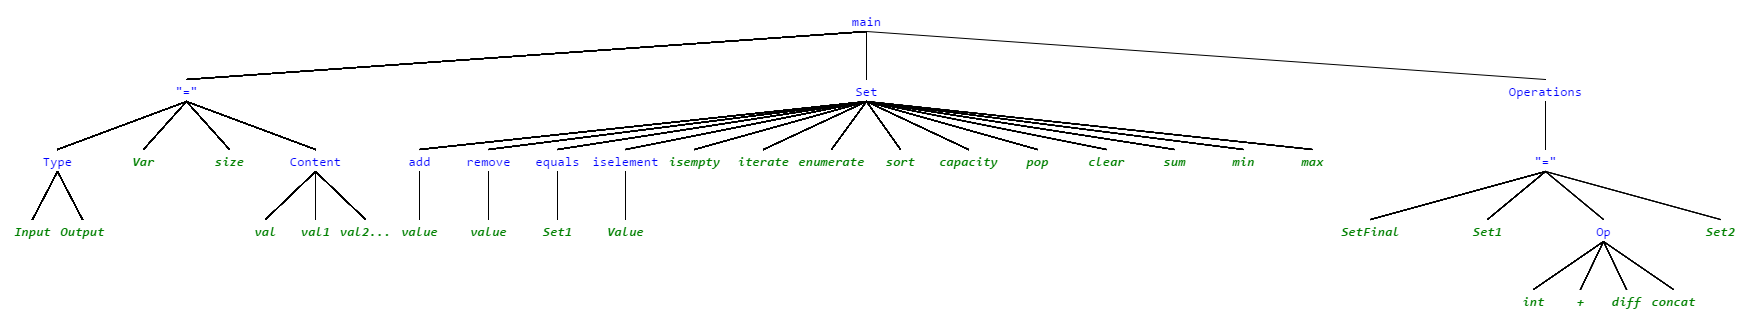 main
"=" Set Operations
Type Var size Content add remove equals iselement isempty iterate enumerate sort capacity pop clear sum min max "="
Input Output val val1 val2... value value Set1 Value SetFinal Set1 Op Set2
int + diff concat